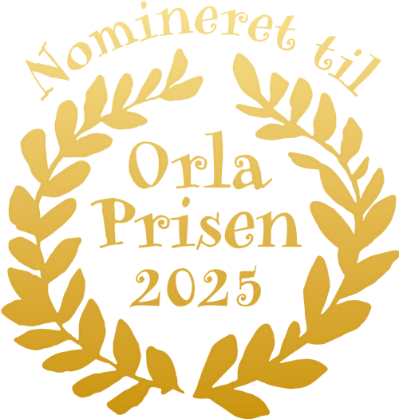 Nomineret til
Orla
Prisen
2025